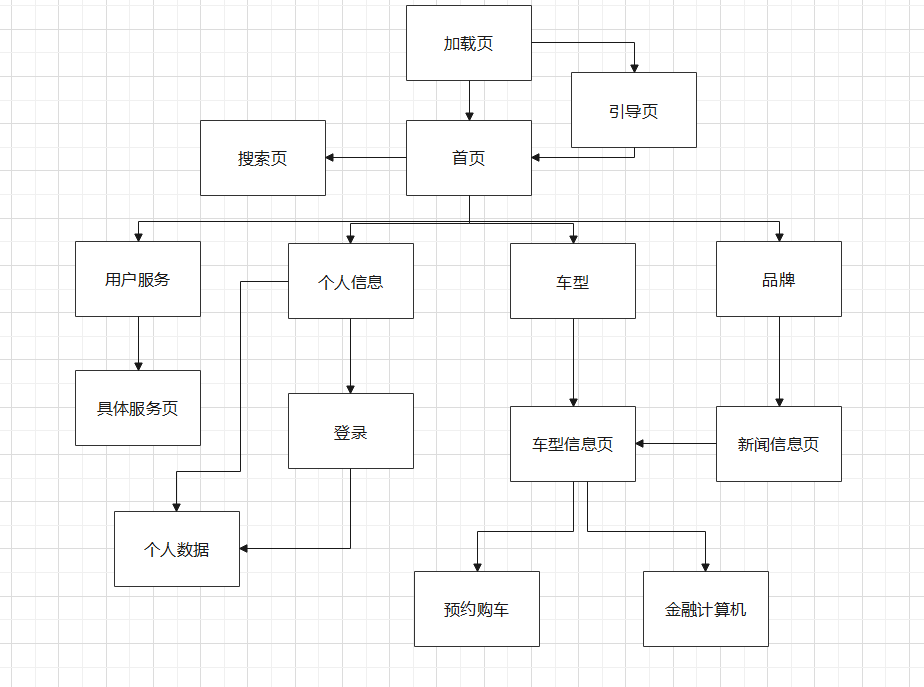 加载页
引导页
搜索页
首页
用户服务
个人信息
车型
品牌
具体服务页
登录
车型信息页
新闻信息页
个人数据
预约购车
金融计算机